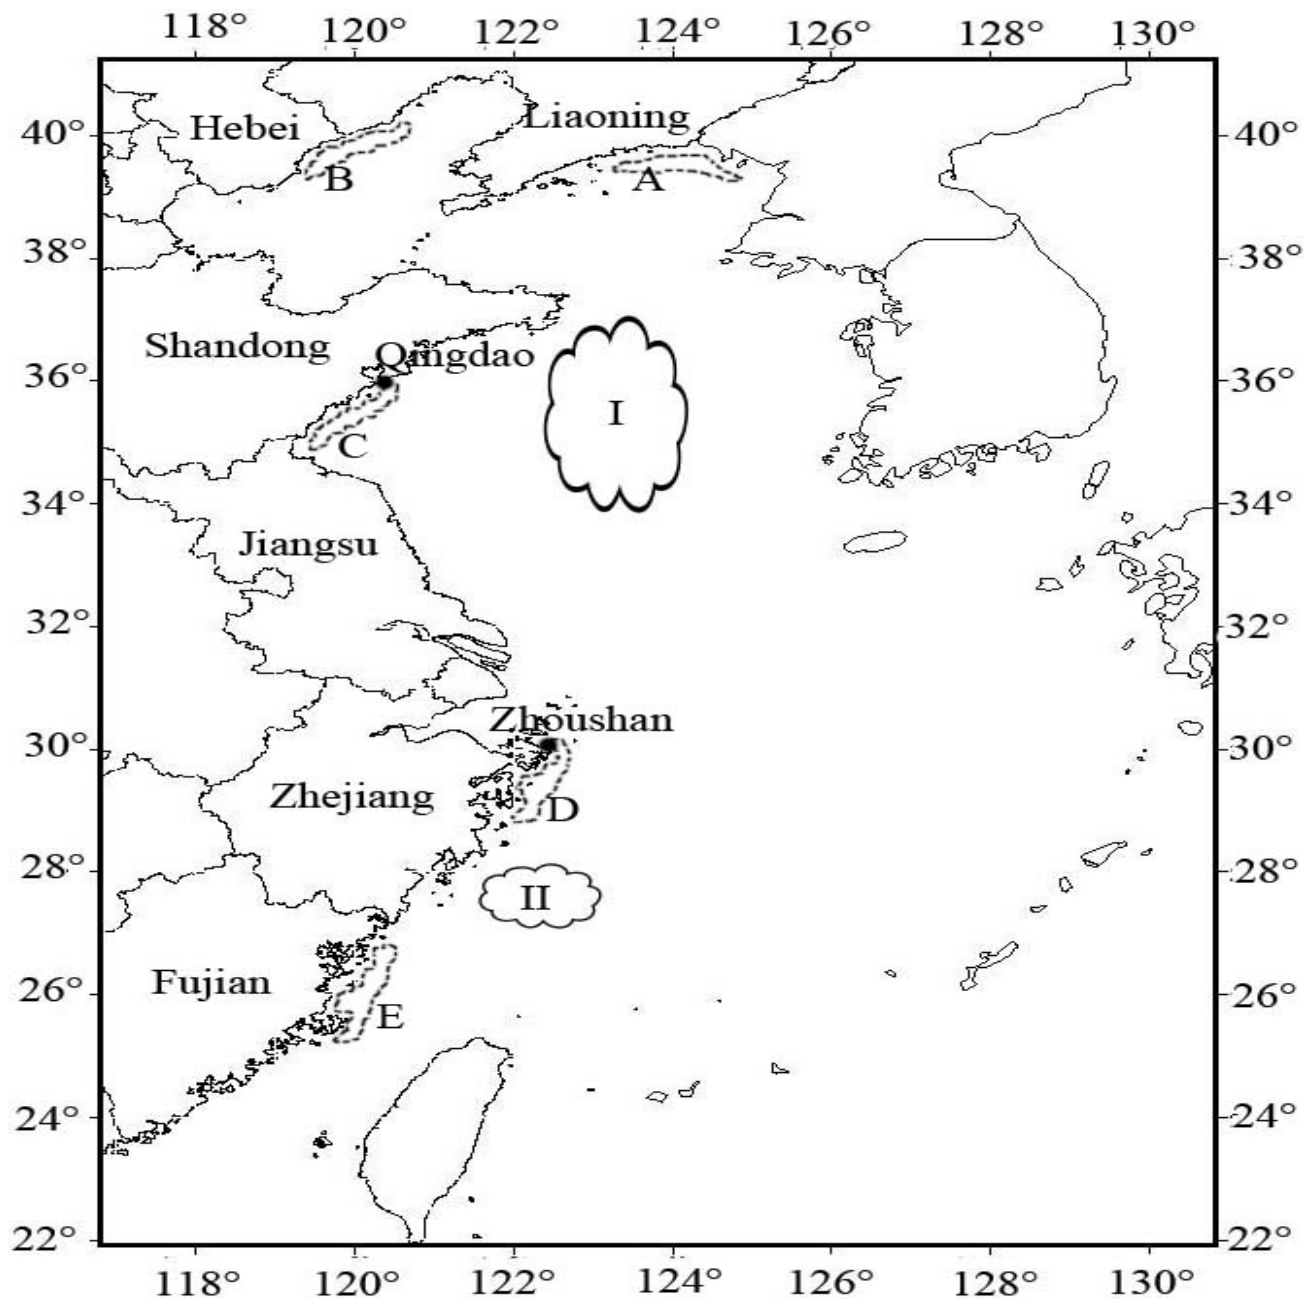 118° 120° 122° 124° 126° 128° 130°
Liaoning
40° Hebei 40°
B A
38° 38°
Shandong Qingdao
36° 36°
I
C
34° 34°
Jiangsu
32° 32°
Zhoushan
30° 30°
Zhejiang D
28° 28°
II
Fujian
26° 26°
E
24° 24°
22° 22°
118° 120° 122° 124° 126° 128° 130°